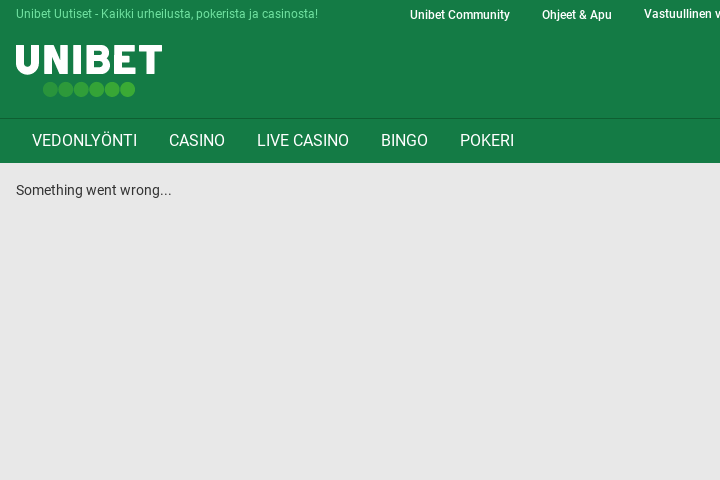 Unibet Uutiset - Kaikki urheilusta, pokerista ja casinosta!
Unibet Community
Ohjeet & Apu
Vastuullinen
UNIBET
VEDONLYÖNTI
CASINO
LIVE CASINO
BINGO
POKERI
Something went wrong...